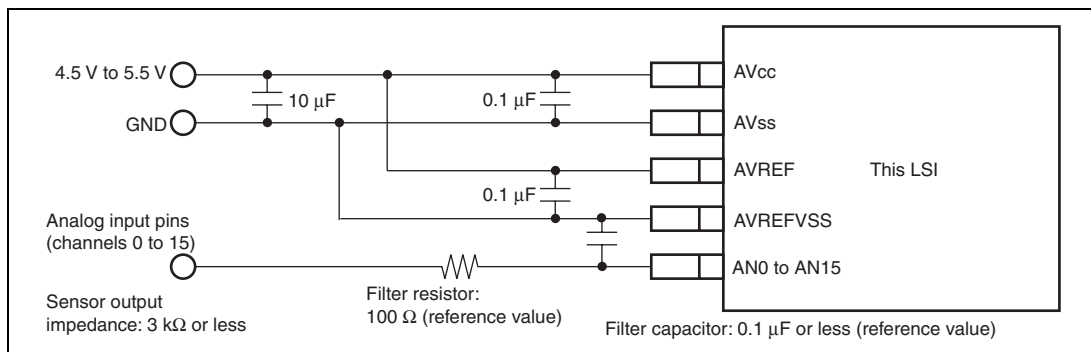 4.5 V to 5.5 V
10 μF
0.1 μF
AVcc
GND
AVss
AVREF
This LSI
0.1 μF
AVREFVSS
Analog input pins
(channels 0 to 15)
AN0 to AN15
Sensor output
impedance: 3 kΩ or less
Filter resistor:
100 Ω (reference value)
Filter capacitor: 0.1 μF or less (reference value)